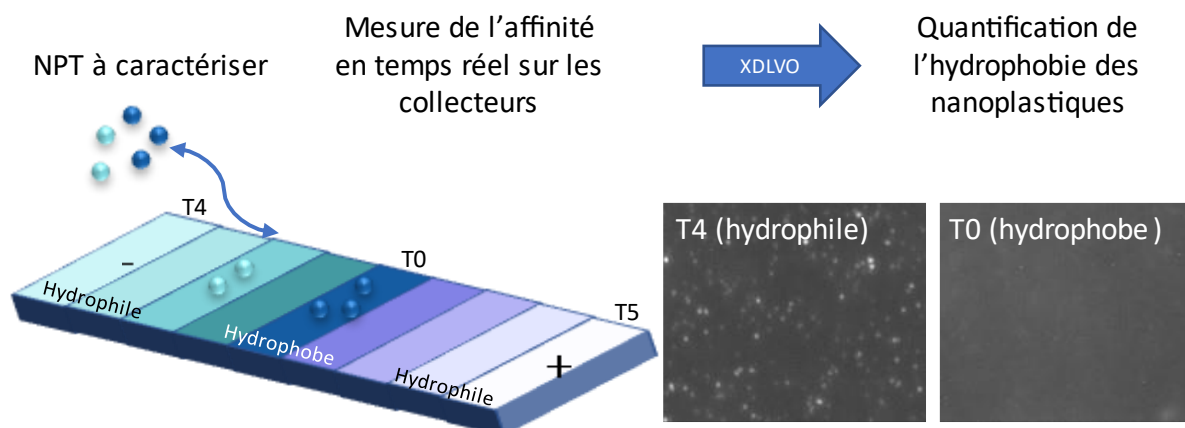 NPT à caractériser
Mesure de l'affinité
en temps réel sur les
collecteurs
XDLVO
Quantification de
l'hydrophobie des
nanoplastiques
T4
-
Hydrophile
T0
Hydrophobe
T5
+
Hydrophile
T4 (hydrophile)
T0 (hydrophobe)